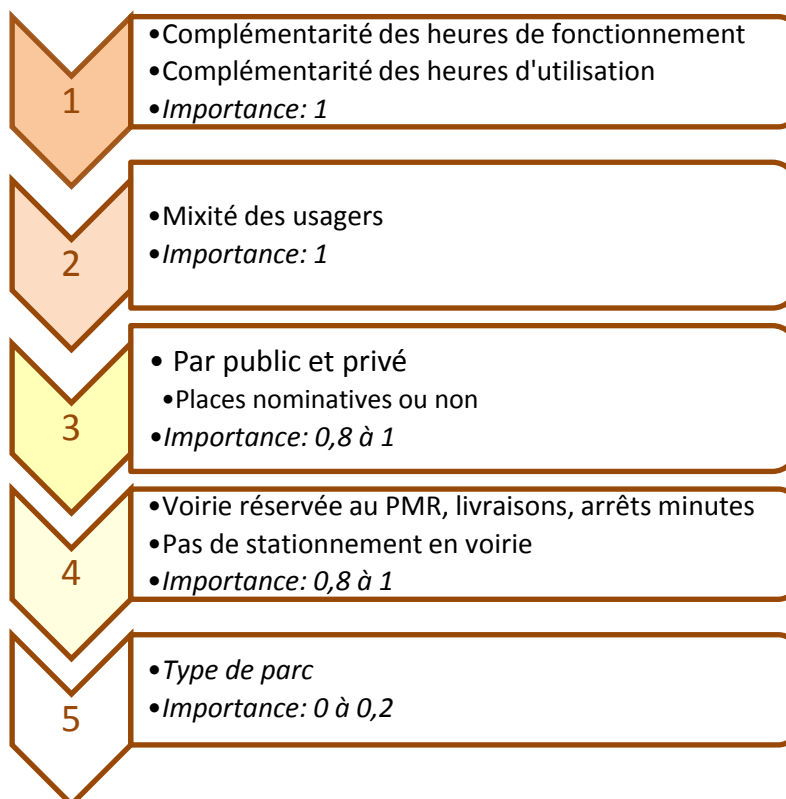 1
•Complémentarité des heures de fonctionnement
•Complémentarité des heures d'utilisation
•Importance: 1
2
•Mixité des usagers
•Importance: 1
3
• Par public et privé
•Places nominatives ou non
•Importance: 0,8 à 1
4
•Voirie réservée au PMR, livraisons, arrêts minutes
•Pas de stationnement en voirie
•Importance: 0,8 à 1
5
•Type de parc
•Importance: 0 à 0,2